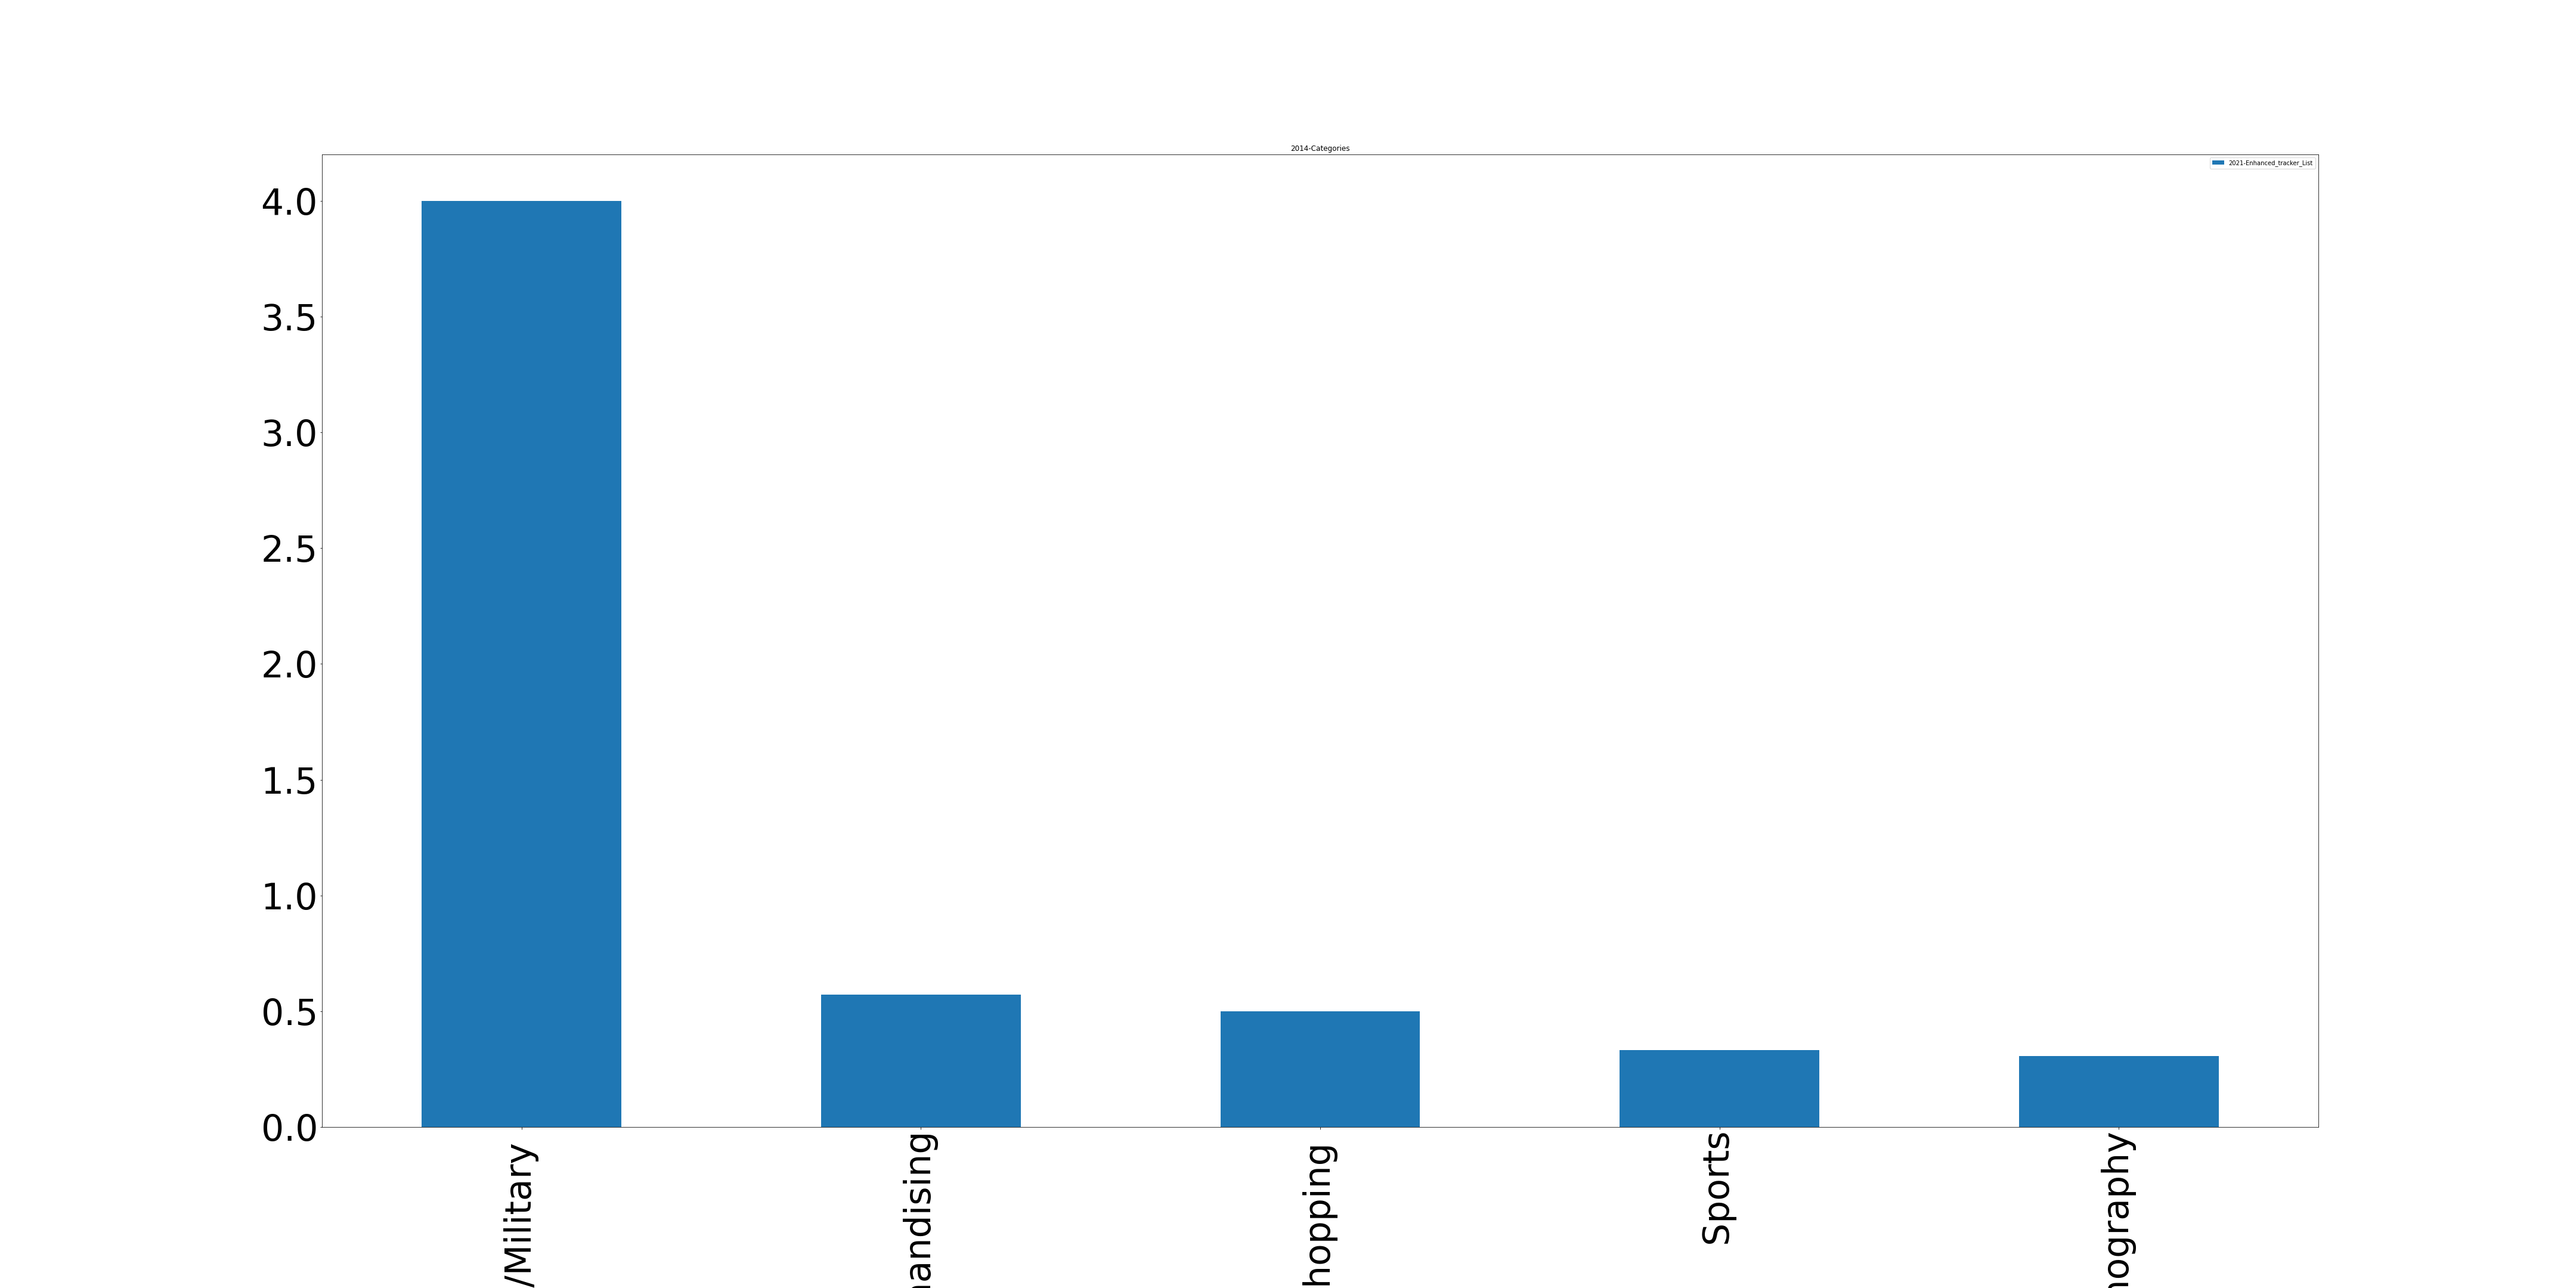 2014-Categories
2021-Enhanced_tracker_List
4.0
3.5
3.0
2.5
2.0
1.5
1.0
0.5
0.0
/Military
handising
hopping
Sports
nography